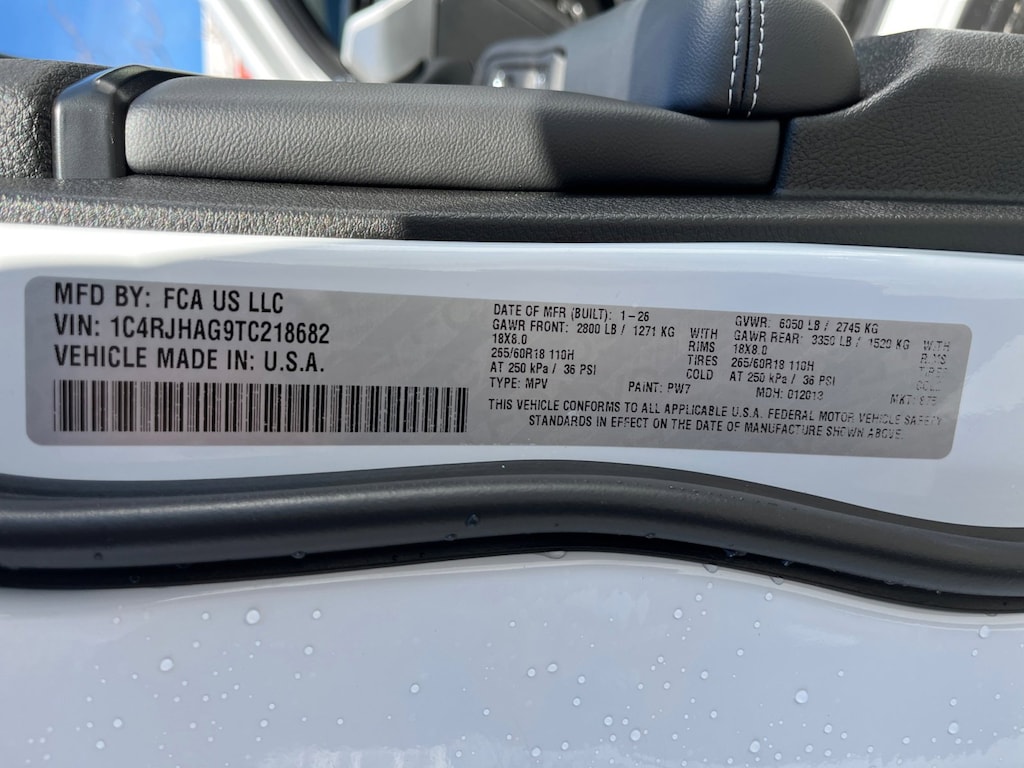 MFD BY: FCA US LLC
VIN: 1C4RJHAG9TC218682
VEHICLE MADE IN: U.S.A.
DATE OF MFR (BUILT): 1-26 GVWR: 6050 LB / 2745 KG
GAWR FRONT: 2800 LB / 1271 KG WITH GAWR REAR: 3350 LB / 1520 KG WITH
18X8.0 RIMS 18X8.0 RIMS
265/60R18 110H TIRES 265/60R18 110H TIRES
AT 250 kPa / 36 PSI COLD AT 250 kPa / 36 PSI COLD
TYPE: MPV PAINT: PW7 MDH: MKT:
THIS VEHICLE CONFORMS TO ALL APPLICABLE U.S.A. FEDERAL MOTOR VEHICLE SAFETY
STANDARDS IN EFFECT ON THE DATE OF MANUFACTURE SHOWN ABOVE.